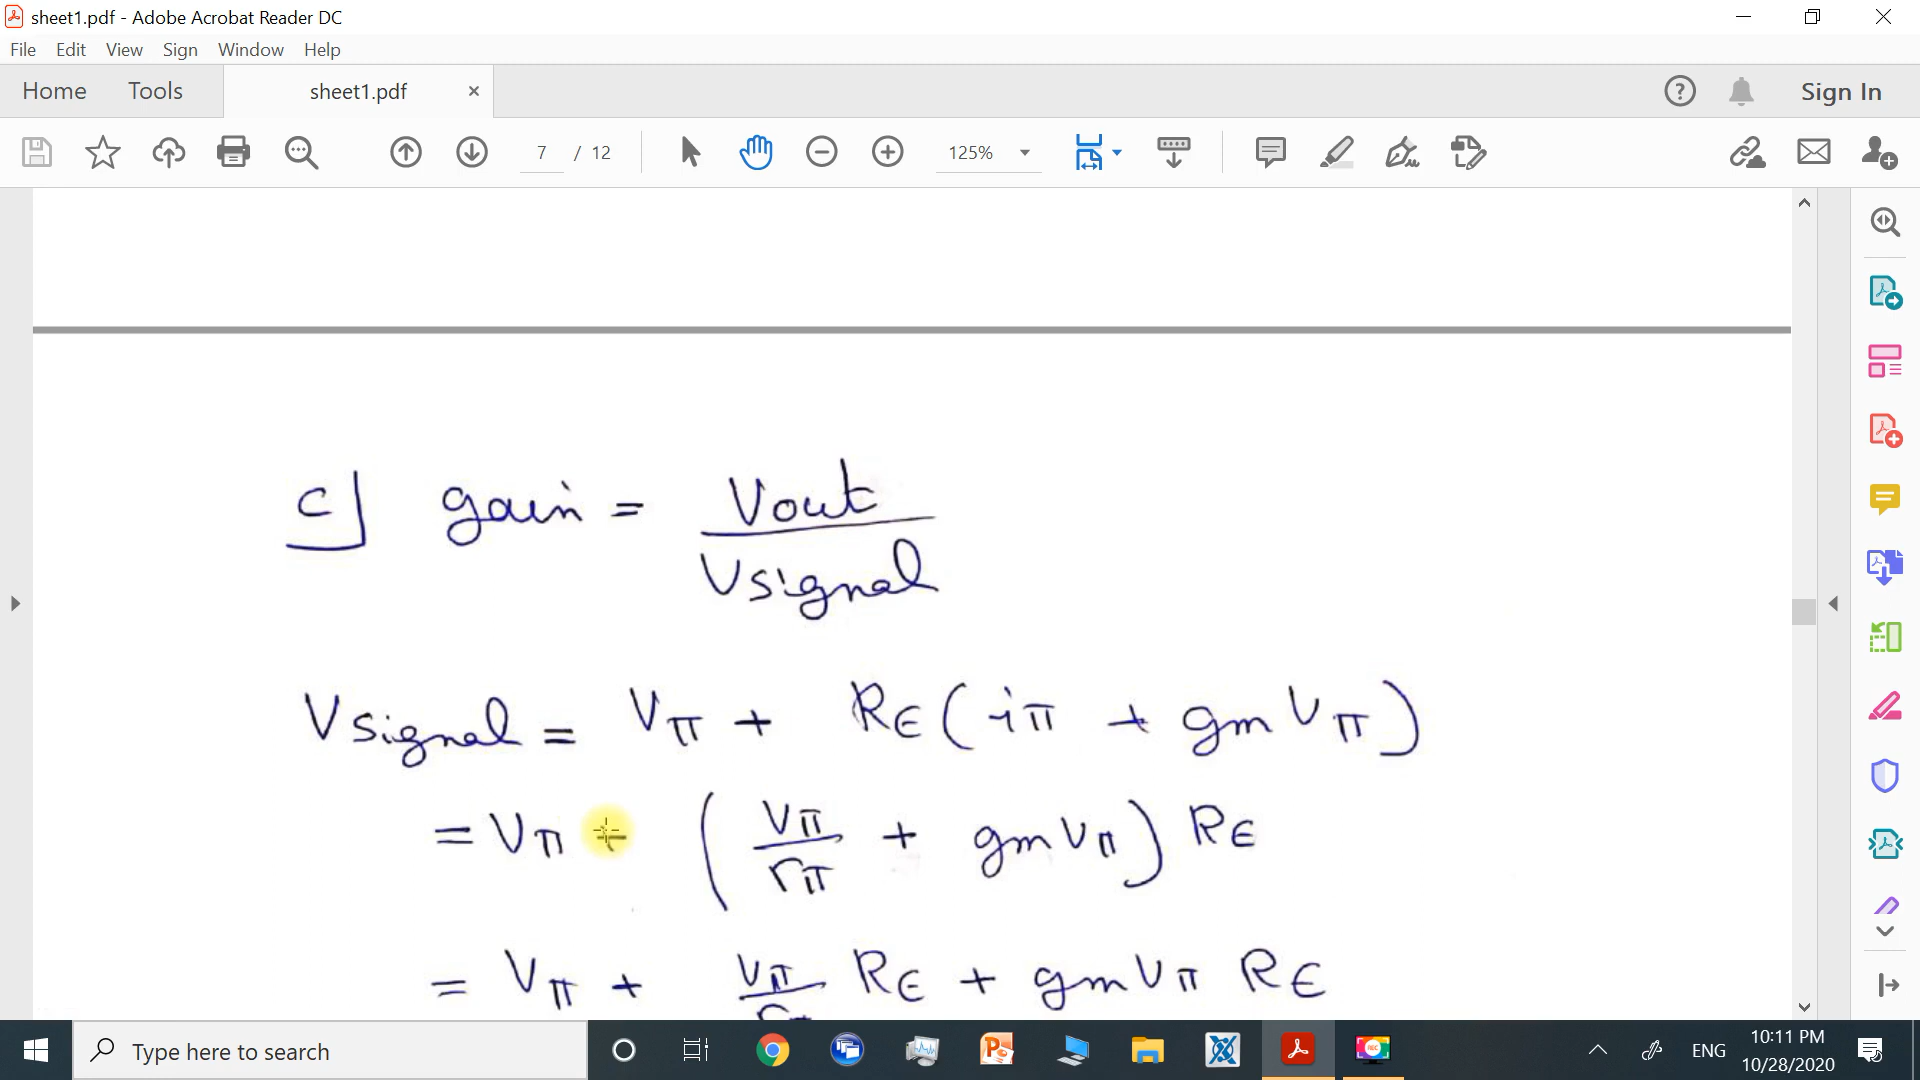 sheet1.pdf - Adobe Acrobat Reader DC
File Edit View Sign Window Help
Home Tools sheet1.pdf × Sign In
7 / 12 125%
c] gain = Vout / Vsignal
Vsignal = Vπ + RE ( iπ + gm Vπ )
= Vπ + ( Vπ / rπ + gm Vπ ) RE
= Vπ + Vπ / rπ RE + gm Vπ RE
Type here to search
ENG
10:11 PM
10/28/2020